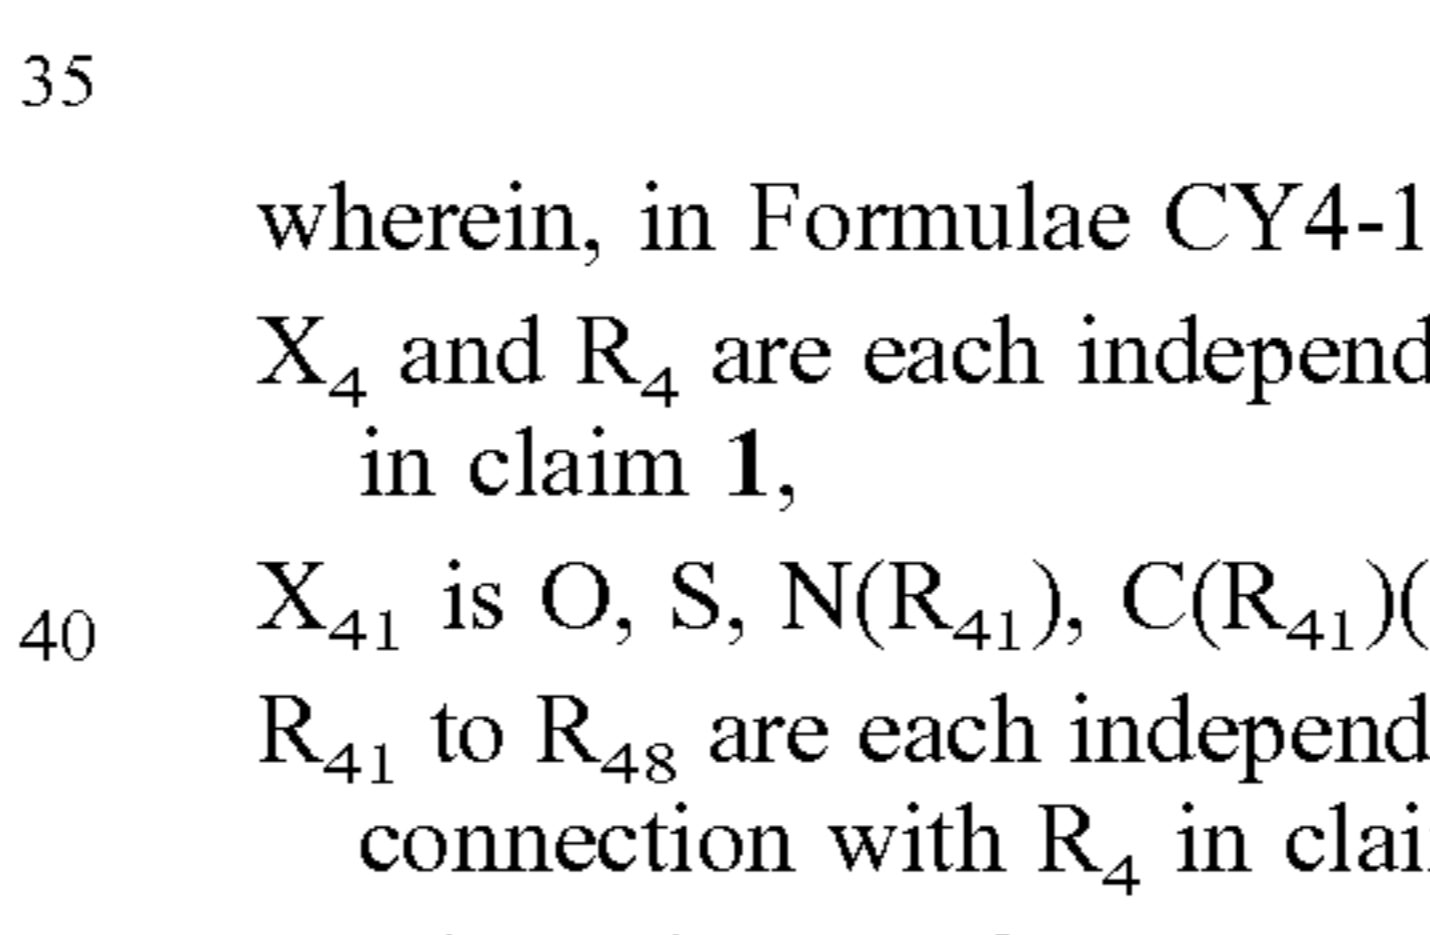 35
wherein, in Formulae CY4-1
X₄ and R₄ are each independ
in claim 1,
40 X₄₁ is O, S, N(R₄₁), C(R₄₁)(
R₄₁ to R₄₈ are each independ
connection with R₄ in clai